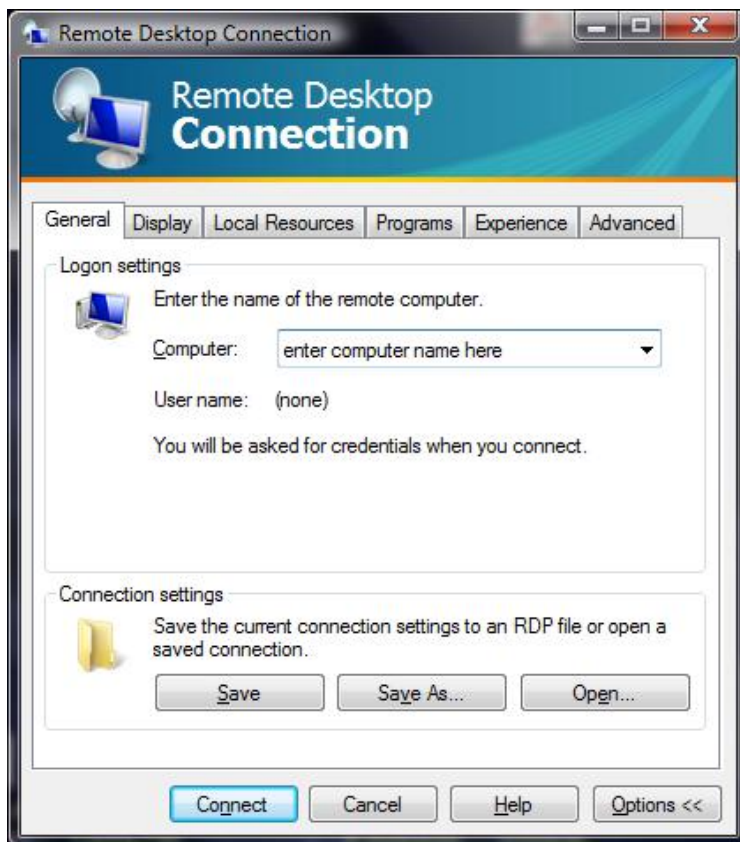 Remote Desktop Connection
Remote Desktop
Connection
General Display Local Resources Programs Experience Advanced
Logon settings
Enter the name of the remote computer.
Computer: enter computer name here
User name: (none)
You will be asked for credentials when you connect.
Connection settings
Save the current connection settings to an RDP file or open a
saved connection.
Save Save As... Open...
Connect Cancel Help Options <<